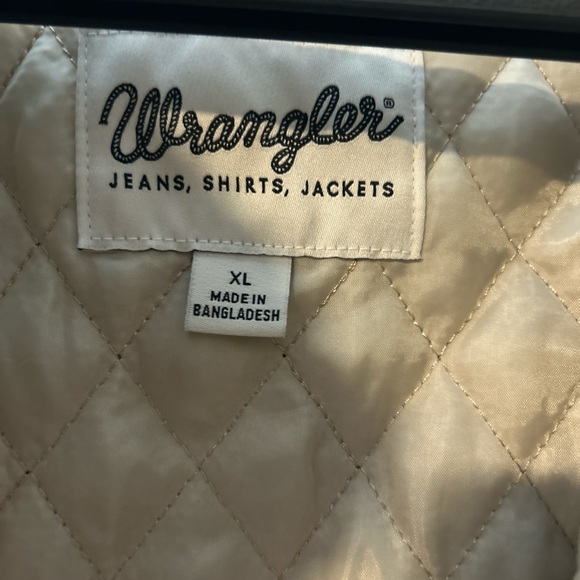 Wrangler®
JEANS, SHIRTS, JACKETS
XL
MADE IN
BANGLADESH